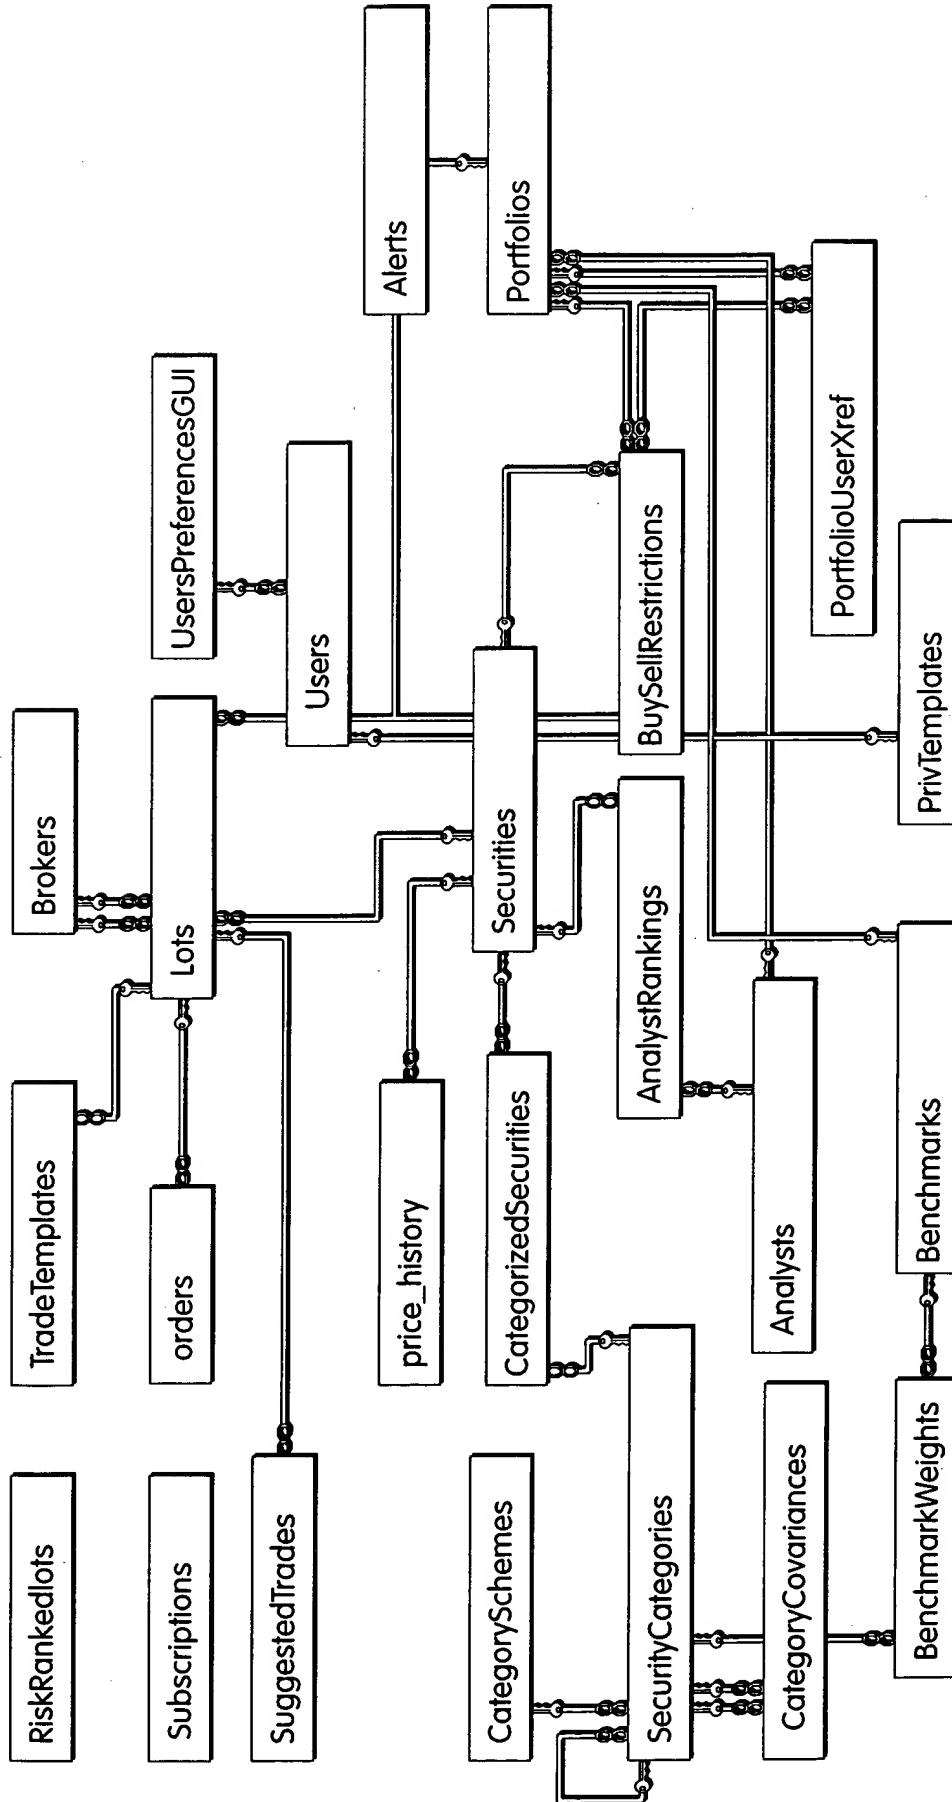 RiskRankedlots
TradeTemplates
Brokers
Subscriptions
orders
Lots
UsersPreferencesGUI
SuggestedTrades
Users
price_history
Alerts
CategorySchemes
CategorizedSecurities
Securities
Portfolios
SecurityCategories
AnalystRankings
BuySellRestrictions
CategoryCovariances
Analysts
PortfolioUserXref
BenchmarkWeights
Benchmarks
PrivTemplates